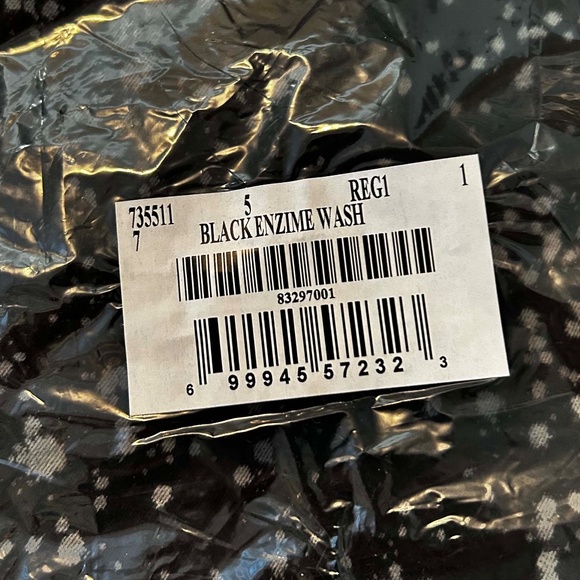 735511 5 REG1 1
7 BLACK ENZIME WASH
83297001
6 99945 57232 3